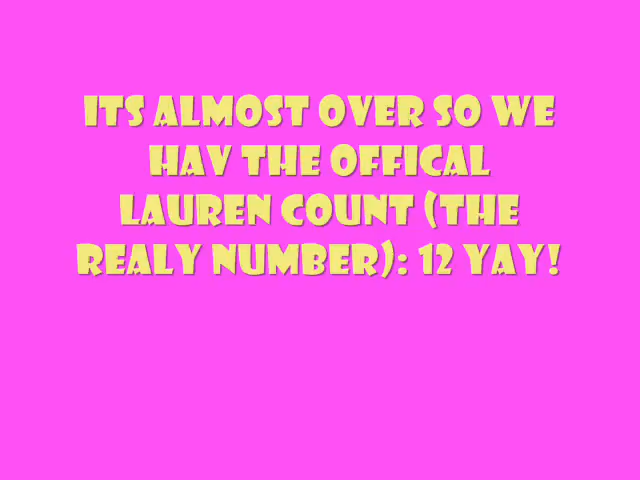 ITS ALMOST OVER SO WE
HAV THE OFFICAL
LAUREN COUNT (THE
REALY NUMBER): 12 YAY!